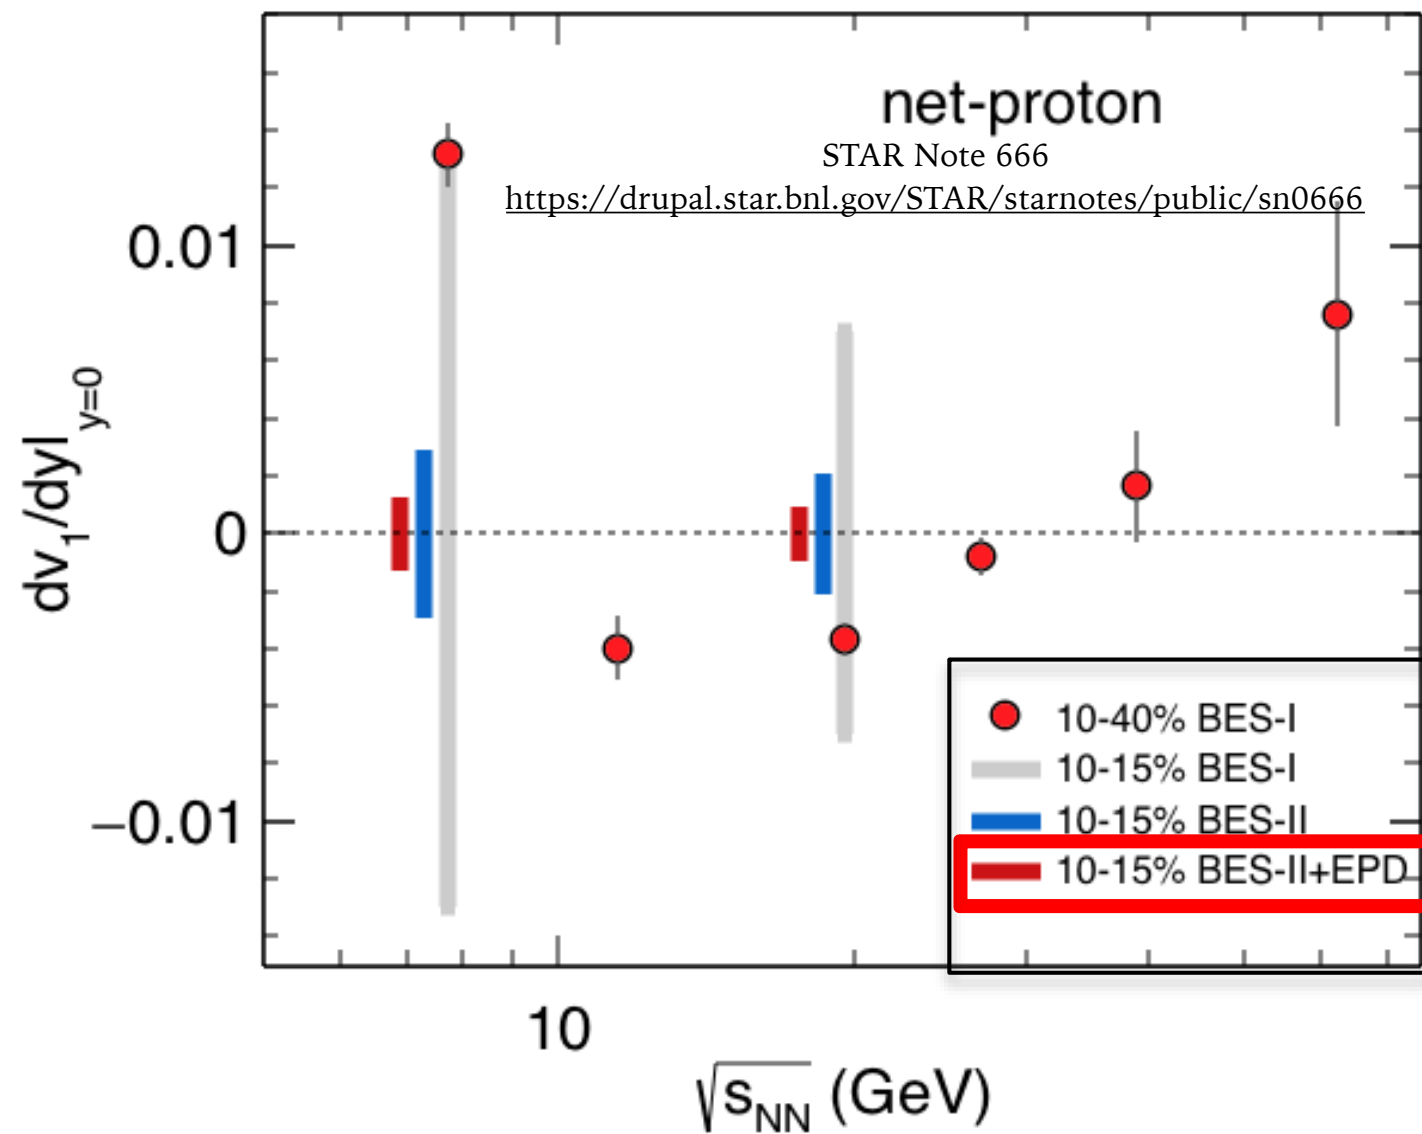 net-proton
STAR Note 666
https://drupal.star.bnl.gov/STAR/starnotes/public/sn0666
0.01
0
−0.01
dv1/dy|y=0
10-40% BES-I
10-15% BES-I
10-15% BES-II
10-15% BES-II+EPD
10
√sNN (GeV)